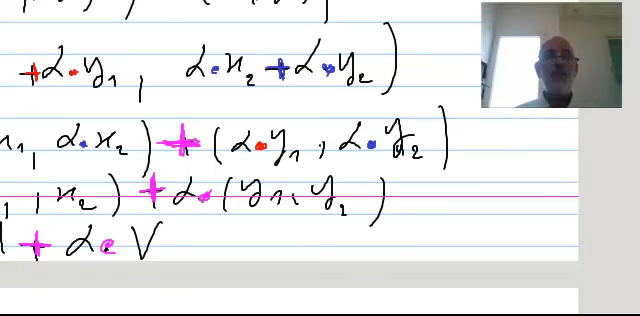 +α·y₁, α·x₂+α·y₂)
x₁, α·x₂) + (α·y₁, α·y₂)
₁, x₂) + α·(y₁, y₂)
+ α·V